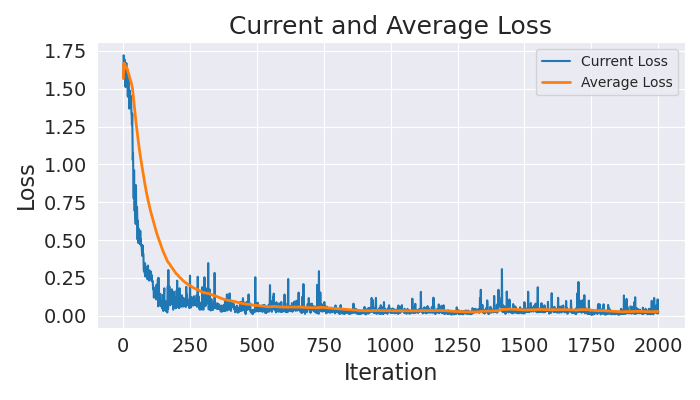 Current and Average Loss
Current Loss
Average Loss
1.75
1.50
1.25
1.00
0.75
0.50
0.25
0.00
Loss
0 250 500 750 1000 1250 1500 1750 2000
Iteration